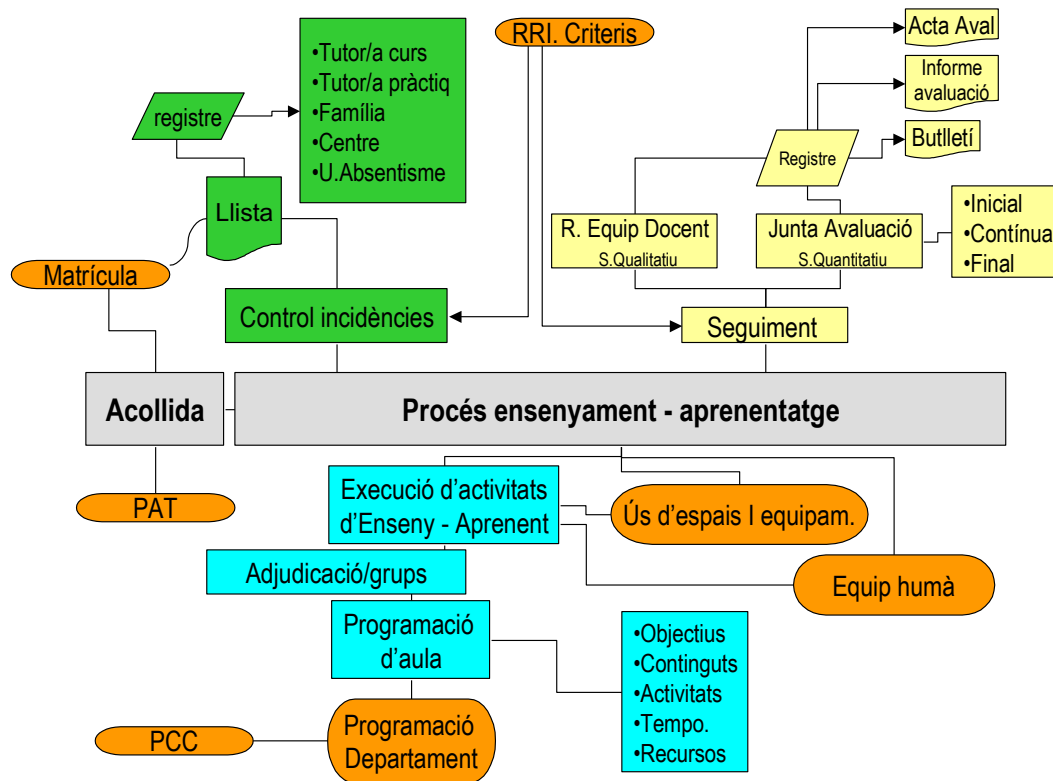 Acta Aval
RRI. Criteris
•Tutor/a curs
•Tutor/a pràctiq
•Família
•Centre
•U.Absentisme
Informe
avaluació
registre
Butlletí
Registre
Llista
•Inicial
•Contínua
•Final
R. Equip Docent
S.Qualitatiu
Junta Avaluació
S.Quantitatiu
Matrícula
Control incidències
Seguiment
Acollida
Procés ensenyament - aprenentatge
Execució d’activitats
d’Enseny - Aprenent
PAT
Ús d’espais I equipam.
Adjudicació/grups
Equip humà
Programació
d’aula
•Objectius
•Continguts
•Activitats
•Tempo.
•Recursos
PCC
Programació
Departament